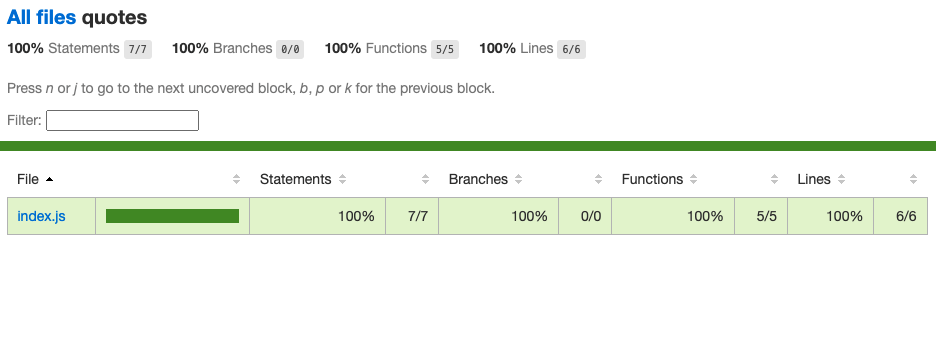 All files quotes
100% Statements 7/7 100% Branches 0/0 100% Functions 5/5 100% Lines 6/6
Press n or j to go to the next uncovered block, b, p or k for the previous block.
Filter:
File Statements Branches Functions Lines
index.js 100% 7/7 100% 0/0 100% 5/5 100% 6/6